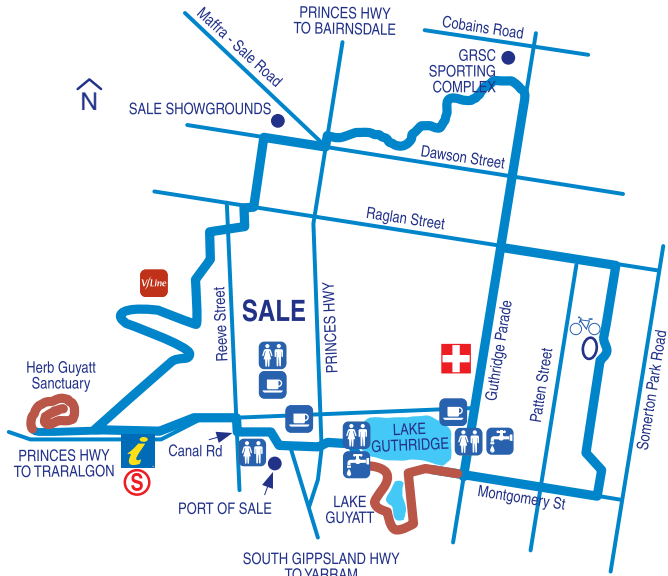 PRINCES HWY
TO BAIRNSDALE
Maffra - Sale Road
Cobains Road
GRSC
SPORTING
COMPLEX
N
SALE SHOWGROUNDS
Dawson Street
Raglan Street
V/Line
SALE
Reeve Street
PRINCES HWY
Guthridge Parade
Patten Street
Somerton Park Road
Herb Guyatt
Sanctuary
LAKE
GUTHRIDGE
PRINCES HWY
TO TRARALGON
i
S
Canal Rd
PORT OF SALE
LAKE
GUYATT
Montgomery St
SOUTH GIPPSLAND HWY
TO YARRAM